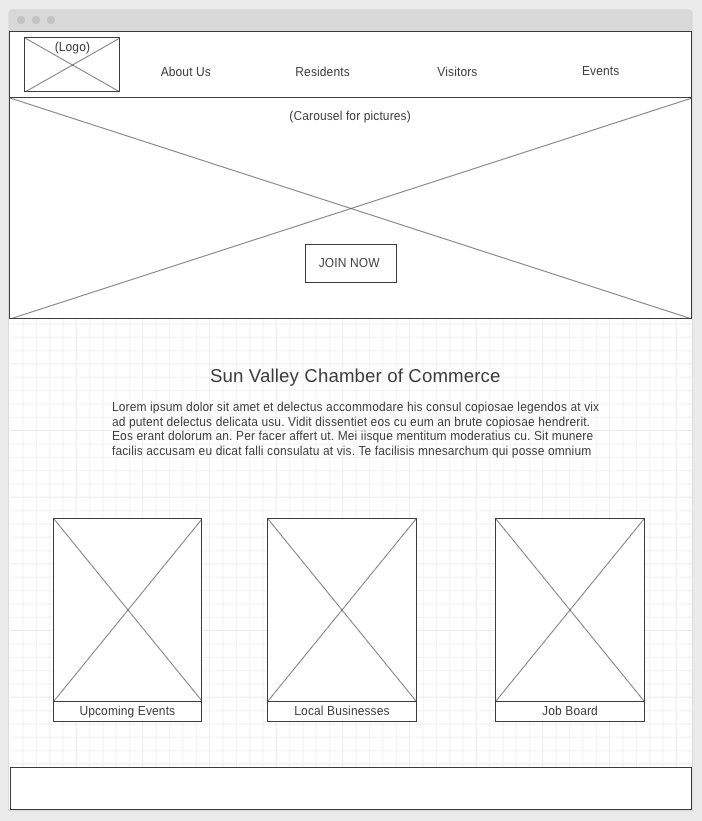 (Logo)
About Us
Residents
Visitors
Events
(Carousel for pictures)
JOIN NOW
Sun Valley Chamber of Commerce
Lorem ipsum dolor sit amet et delectus accommodare his consul copiosae legendos at vix
ad putent delectus delicata usu. Vidit dissentiet eos cu eum an brute copiosae hendrerit.
Eos erant dolorum an. Per facer affert ut. Mei iisque mentitum moderatius cu. Sit munere
facilis accusam eu dicat falli consulatu at vis. Te facilisis mnesarchum qui posse omnium
Upcoming Events
Local Businesses
Job Board